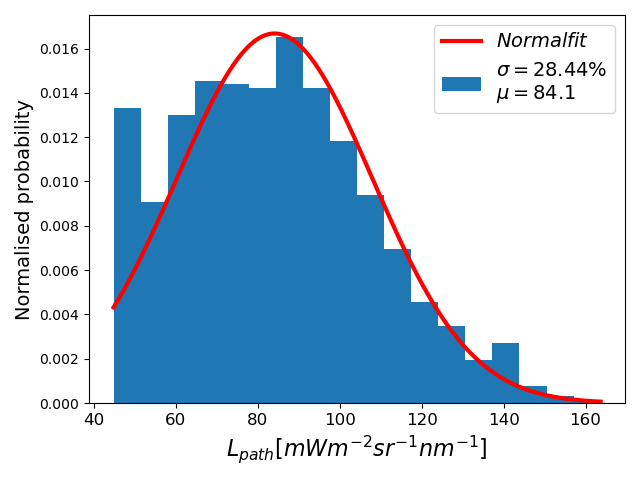 Normalfit
σ = 28.44%
μ = 84.1
Normalised probability
0.016
0.014
0.012
0.010
0.008
0.006
0.004
0.002
0.000
40 60 80 100 120 140 160
L_path[mWm⁻²sr⁻¹nm⁻¹]